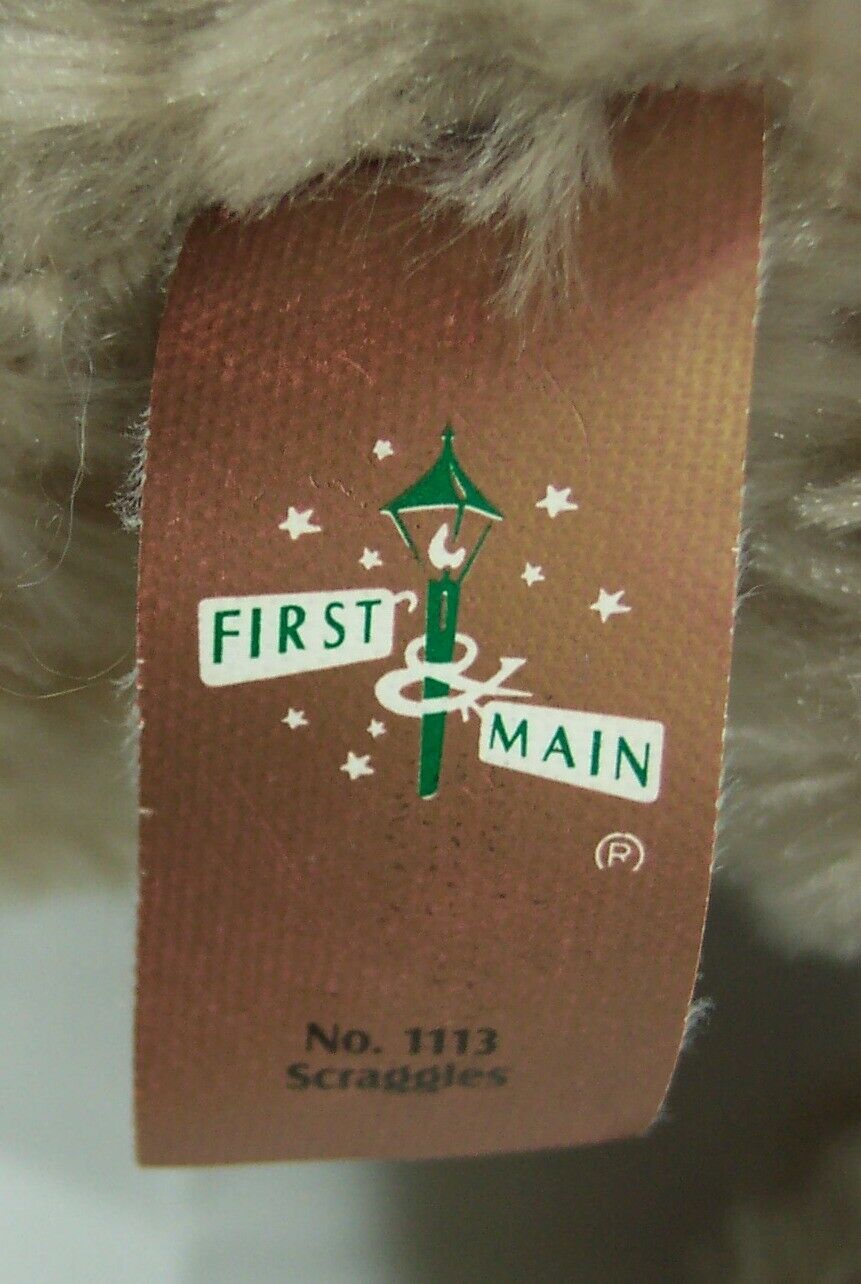 FIRST
&
MAIN
®
No. 1113
Scraggles